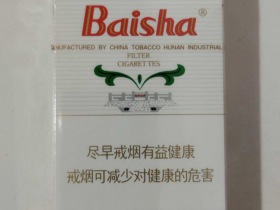 Baisha®
MANUFACTURED BY CHINA TOBACCO HUNAN INDUSTRIAL
FILTER
CIGARETTES
尽早戒烟有益健康
戒烟可减少对健康的危害